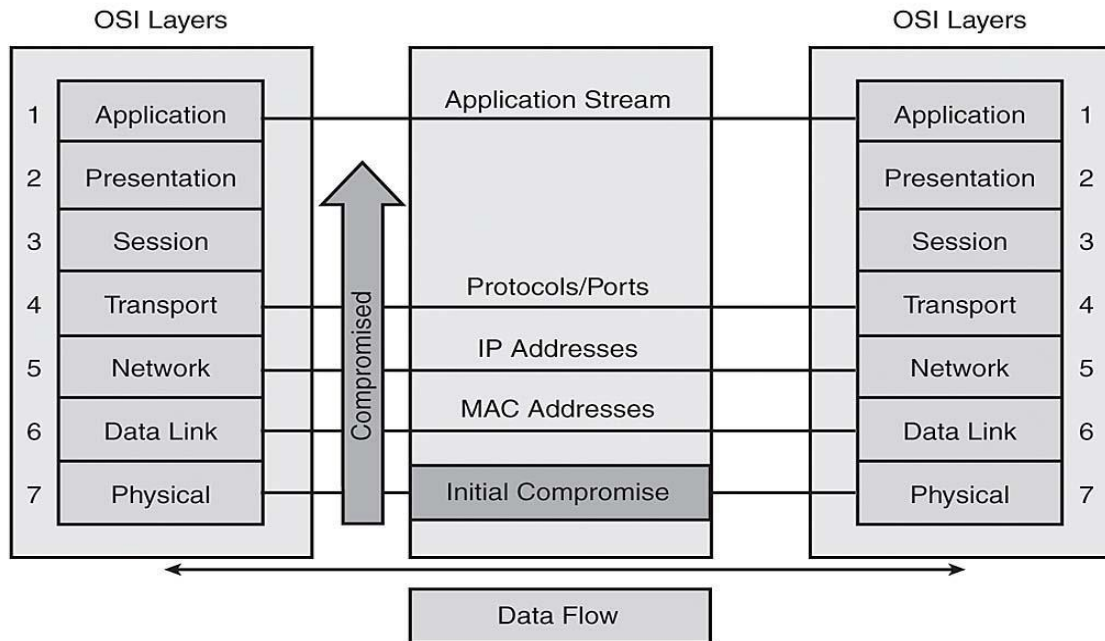 OSI Layers
OSI Layers
1 Application
Application Stream
Application 1
2 Presentation
Presentation 2
3 Session
Session 3
4 Transport
Protocols/Ports
Transport 4
5 Network
IP Addresses
Network 5
6 Data Link
MAC Addresses
Data Link 6
7 Physical
Initial Compromise
Physical 7
Compromised
Data Flow